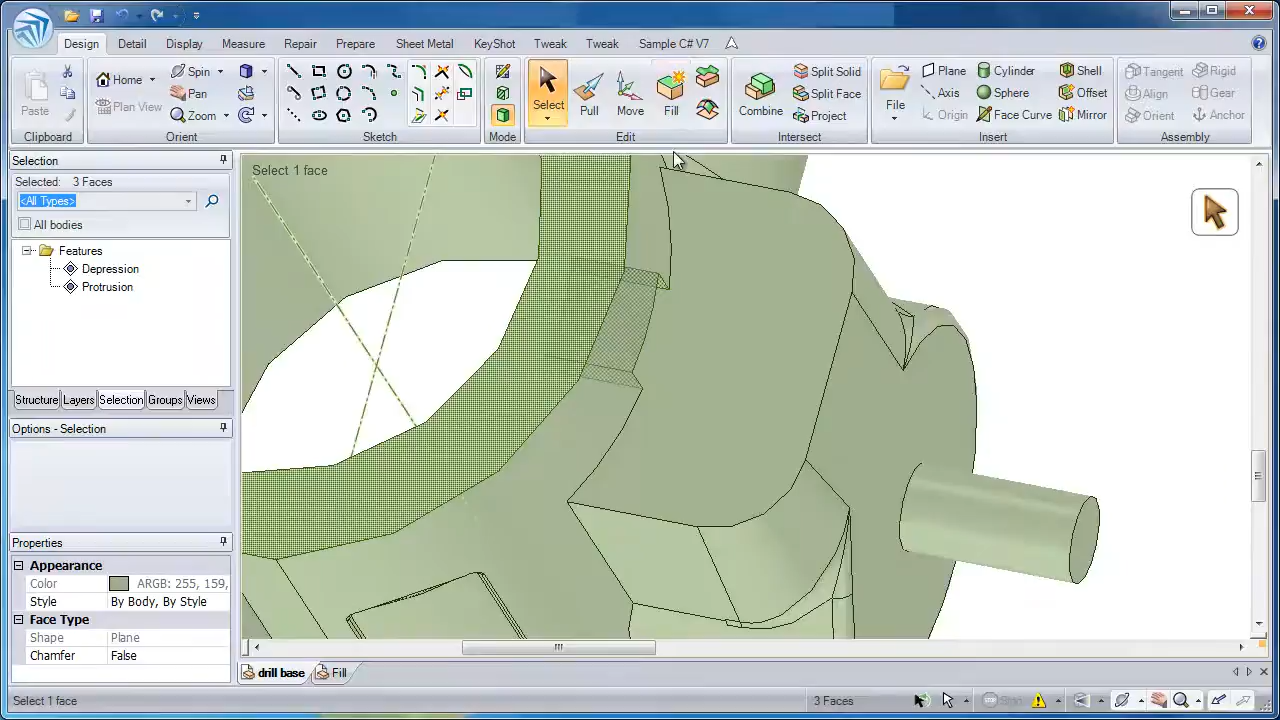 Design Detail Display Measure Repair Prepare Sheet Metal KeyShot Tweak Tweak Sample C# V7
Paste
Clipboard
Home Spin
Plan View Pan
Zoom
Orient
Sketch
Mode
Select Pull Move Fill
Edit
Combine
Split Solid
Split Face
Project
Intersect
File
Plane Cylinder Shell
Axis Sphere Offset
Origin Face Curve Mirror
Insert
Tangent Rigid
Align Gear
Orient Anchor
Assembly
Selection
Selected: 3 Faces
<All Types>
All bodies
Features
Depression
Protrusion
Structure Layers Selection Groups Views
Options - Selection
Properties
Appearance
Color ARGB: 255, 159,
Style By Body, By Style
Face Type
Shape Plane
Chamfer False
Select 1 face
drill base Fill
Select 1 face
3 Faces